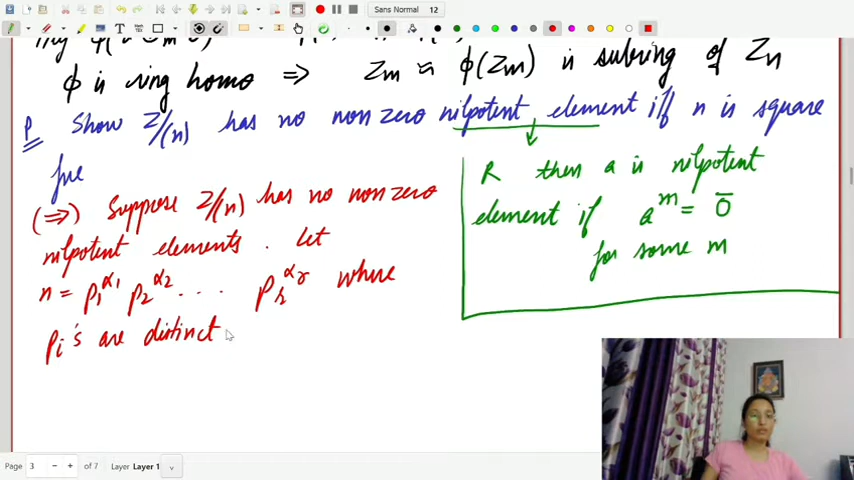 Sans Normal 12
φ is ring homo ⇒ Zm ≈ φ(Zm) is subring of Zn
P Show Z/(n) has no non zero nilpotent element iff n is square
free
R then a is nilpotent
element if a^m = 0̄
for some m
(⇒) Suppose Z/(n) has no non zero
nilpotent elements. Let
n = p₁^α₁ p₂^α₂ .... p_r^α_r where
pi's are distinct
Page 3 of 7 Layer Layer 1